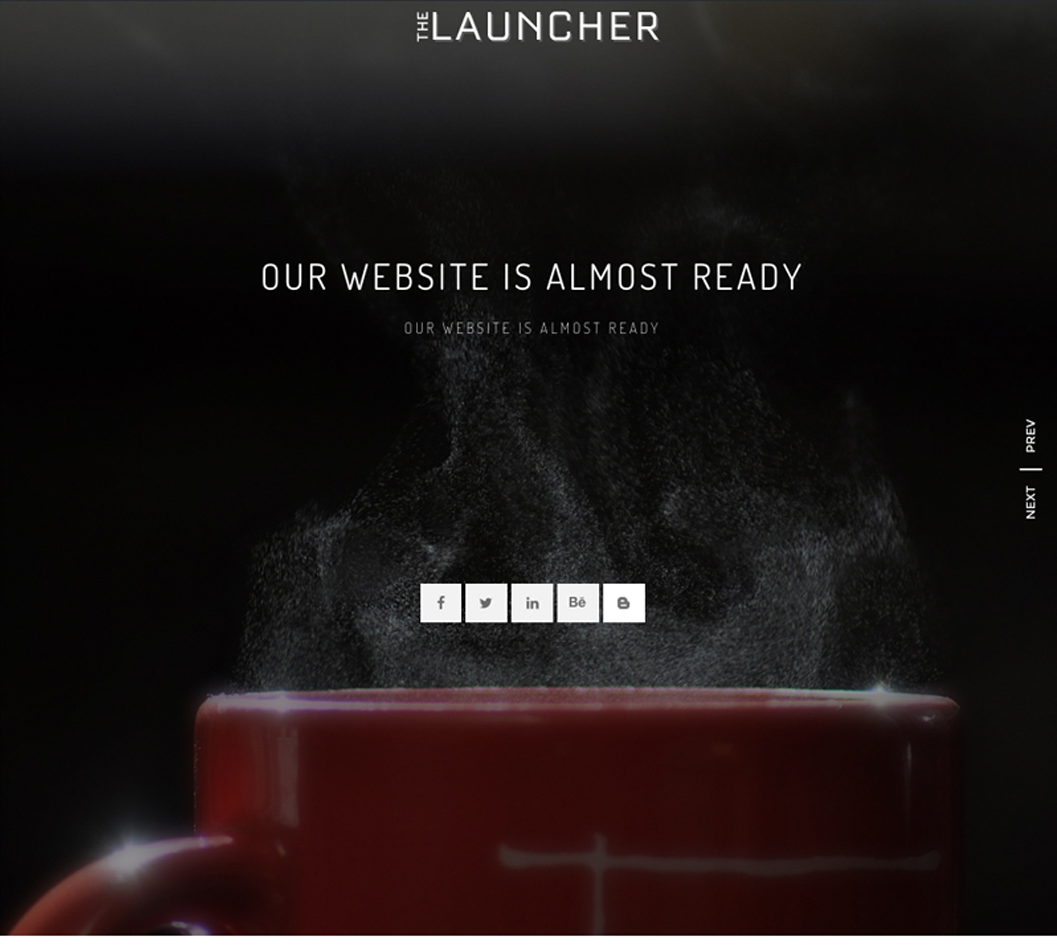 THE LAUNCHER
OUR WEBSITE IS ALMOST READY
OUR WEBSITE IS ALMOST READY
PREV
NEXT
f
in
Bē
B